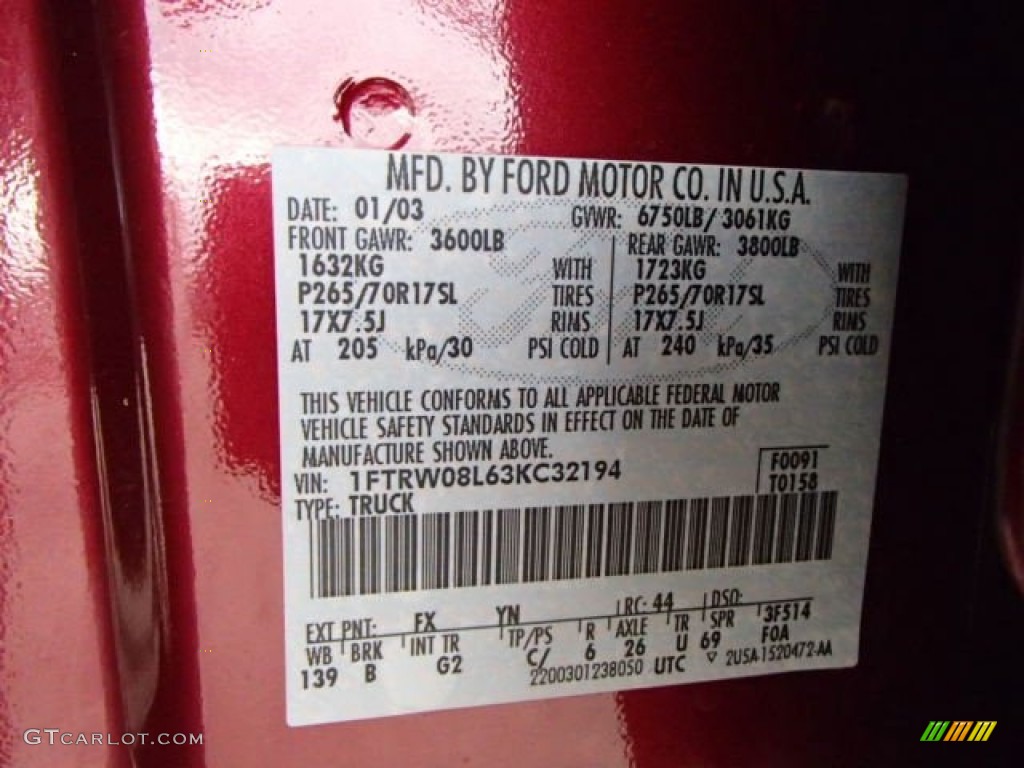 MFD. BY FORD MOTOR CO. IN U.S.A.
DATE: 01/03 GVWR: 6750LB/ 3061KG
FRONT GAWR: 3600LB REAR GAWR: 3800LB
1632KG WITH 1723KG WITH
P265/70R17SL TIRES P265/70R17SL TIRES
17X7.5J RIMS 17X7.5J RIMS
AT 205 kPa/30 PSI COLD AT 240 kPa/35 PSI COLD
THIS VEHICLE CONFORMS TO ALL APPLICABLE FEDERAL MOTOR
VEHICLE SAFETY STANDARDS IN EFFECT ON THE DATE OF
MANUFACTURE SHOWN ABOVE.
VIN: 1FTRW08L63KC32194 F0091
TYPE: TRUCK T0158
EXT PNT: FX YN RC: 44 DSO: 3F514
WB BRK INT TR TP/PS R AXLE TR SPR F0A
139 B G2 C/ 6 26 U 69
2200301238050 UTC ▽ 2USA-1520472-AA
GTCARLOT.COM